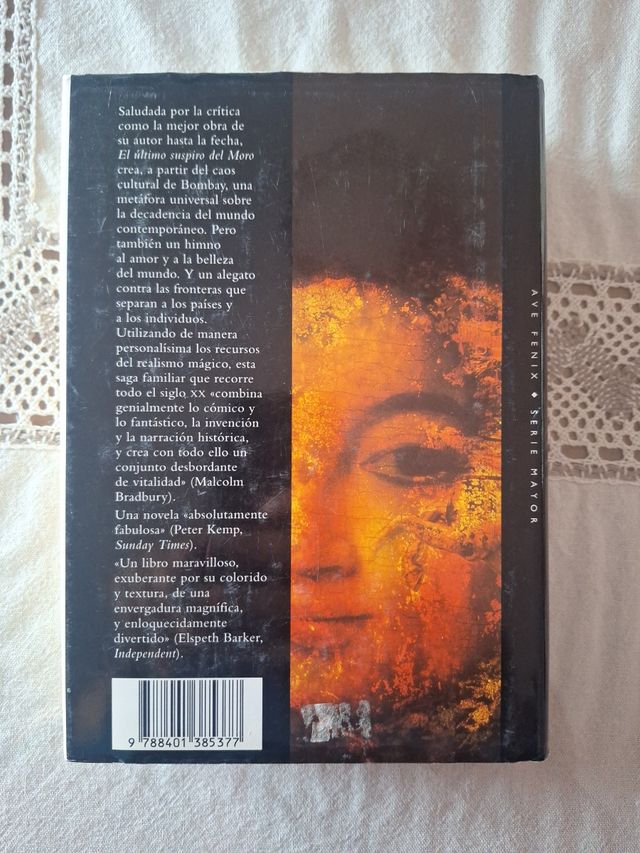 Saludada por la crítica
como la mejor obra de
su autor hasta la fecha,
El último suspiro del Moro
crea, a partir del caos
cultural de Bombay, una
metáfora universal sobre
la decadencia del mundo
contemporáneo. Pero
también un himno
al amor y a la belleza
del mundo. Y un alegato
contra las fronteras que
separan a los países y
a los individuos.
Utilizando de manera
personalísima los recursos
del realismo mágico, esta
saga familiar que recorre
todo el siglo XX «combina
genialmente lo cómico y
lo fantástico, la invención
y la narración histórica,
y crea con todo ello un
conjunto desbordante
de vitalidad» (Malcolm
Bradbury).
Una novela «absolutamente
fabulosa» (Peter Kemp,
Sunday Times).
«Un libro maravilloso,
exuberante por su colorido
y textura, de una
envergadura magnífica,
y enloquecidamente
divertido» (Elspeth Barker,
Independent).
9 788401 385377
AVE FENIX ◆ SERIE MAYOR